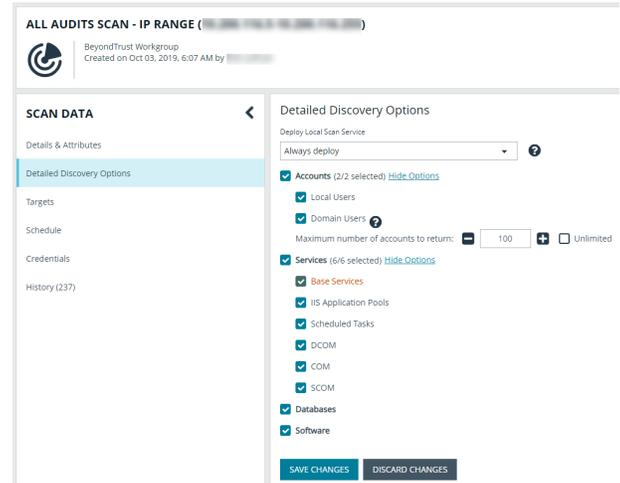 ALL AUDITS SCAN - IP RANGE ( )
BeyondTrust Workgroup
Created on Oct 03, 2019, 6:07 AM by
SCAN DATA
Details & Attributes
Detailed Discovery Options
Targets
Schedule
Credentials
History (237)
Detailed Discovery Options
Deploy Local Scan Service
Always deploy
Accounts (2/2 selected) Hide Options
Local Users
Domain Users
Maximum number of accounts to return: 100 Unlimited
Services (6/6 selected) Hide Options
Base Services
IIS Application Pools
Scheduled Tasks
DCOM
COM
SCOM
Databases
Software
SAVE CHANGES DISCARD CHANGES